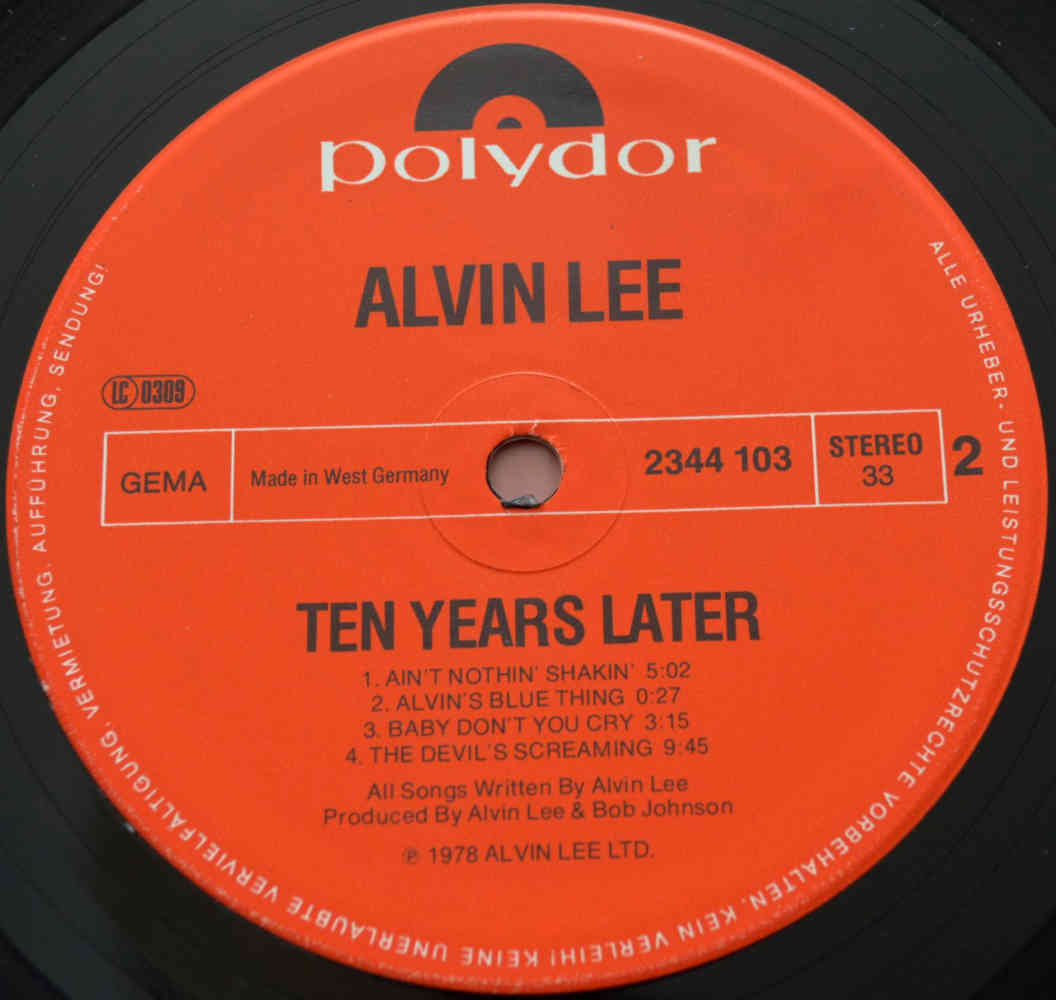 polydor
ALVIN LEE
LC 0309
GEMA
Made in West Germany
2344 103
STEREO
33
2
TEN YEARS LATER
1. AIN'T NOTHIN' SHAKIN' 5:02
2. ALVIN'S BLUE THING 0:27
3. BABY DON'T YOU CRY 3:15
4. THE DEVIL'S SCREAMING 9:45
All Songs Written By Alvin Lee
Produced By Alvin Lee & Bob Johnson
℗ 1978 ALVIN LEE LTD.
ALLE URHEBER- UND LEISTUNGSSCHUTZRECHTE VORBEHALTEN. KEIN VERLEIH! KEINE UNERLAUBTE VERVIELFÄLTIGUNG, VERMIETUNG, AUFFÜHRUNG, SENDUNG!